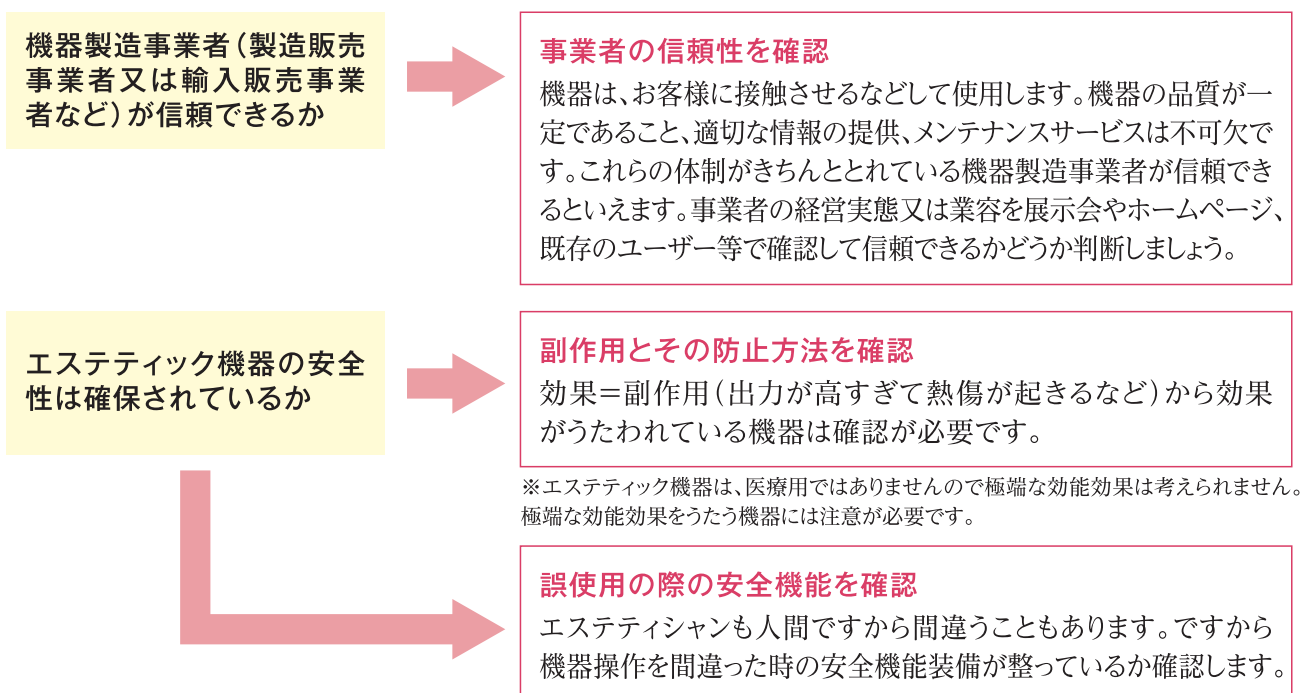 機器製造事業者（製造販売
事業者又は輸入販売事業
者など）が信頼できるか
事業者の信頼性を確認
機器は、お客様に接触させるなどして使用します。機器の品質が一
定であること、適切な情報の提供、メンテナンスサービスは不可欠で
す。これらの体制がきちんととれている機器製造事業者が信頼でき
るといえます。事業者の経営実態又は業容を展示会やホームページ、
既存のユーザー等で確認して信頼できるかどうか判断しましょう。
エステティック機器の安全
性は確保されているか
副作用とその防止方法を確認
効果＝副作用（出力が高すぎて熱傷が起きるなど）から効果
がうたわれている機器は確認が必要です。
※エステティック機器は、医療用ではありませんので極端な効能効果は考えられません。
極端な効能効果をうたう機器には注意が必要です。
誤使用の際の安全機能を確認
エステティシャンも人間ですから間違うこともあります。ですから
機器操作を間違った時の安全機能装備が整っているか確認します。